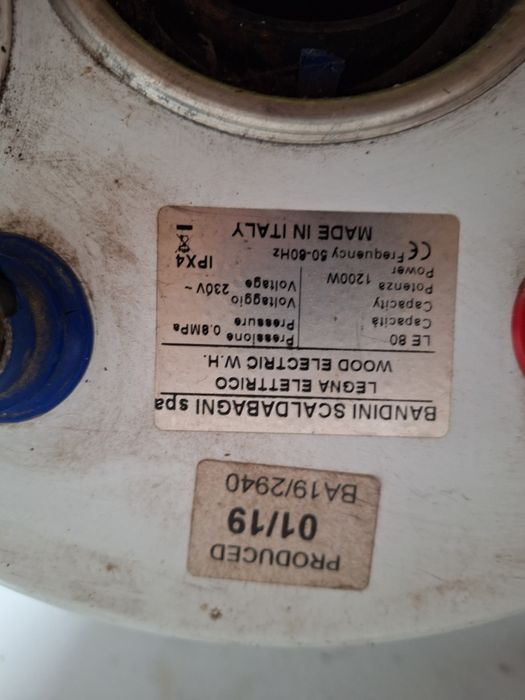 BANDINI SCALDABAGNI spa
LEGNA ELETTRICO
WOOD ELECTRIC W.H.
LE 80 Pressione
Capacità Pressure 0.8MPa
Capacity Voltaggio
Potenza Voltage 230V~
Power 1200W
CE Frequency 50-60Hz IPX4
MADE IN ITALY
PRODUCED
01/19
BA19/2940